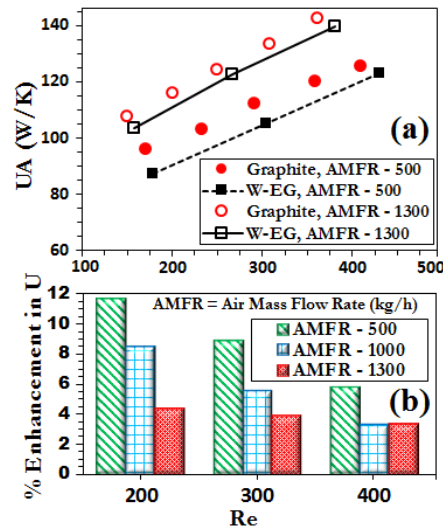 140
120
100
80
60
UA (W/K)
(a)
Graphite, AMFR - 500
W-EG, AMFR - 500
Graphite, AMFR - 1300
W-EG, AMFR - 1300
100 200 300 400 500
12
10
8
6
4
2
0
% Enhancement in U
AMFR = Air Mass Flow Rate (kg/h)
AMFR - 500
AMFR - 1000
AMFR - 1300
(b)
200 300 400
Re